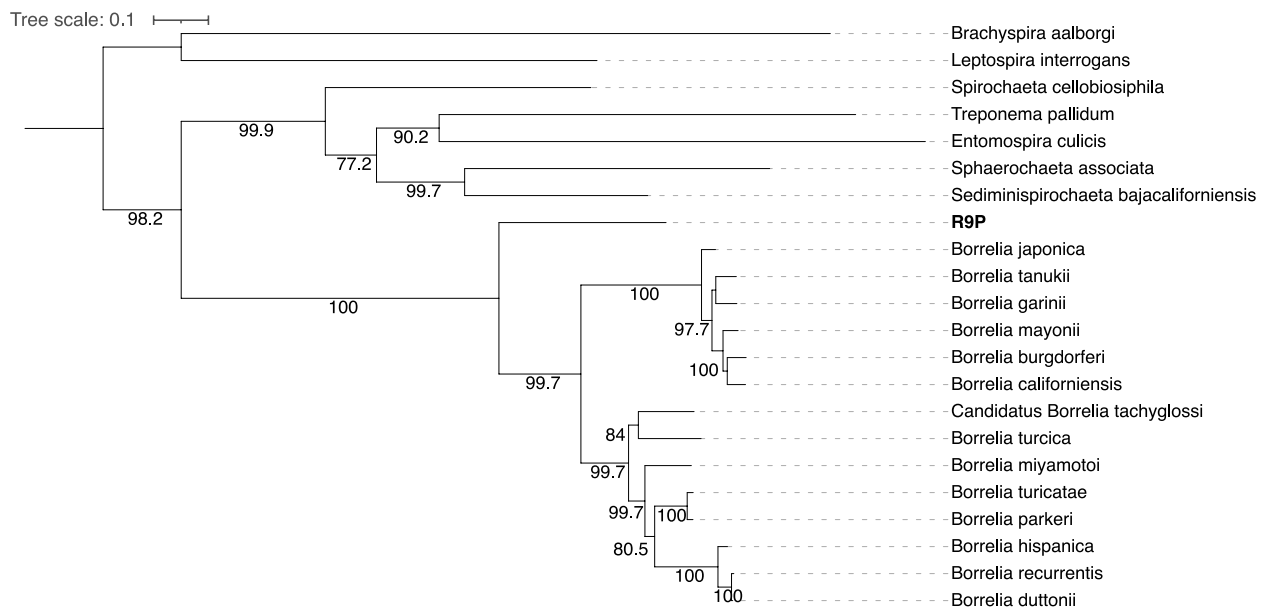 Tree scale: 0.1
Brachyspira aalborgi
Leptospira interrogans
Spirochaeta cellobiosiphila
Treponema pallidum
99.9
90.2
Entomospira culicis
77.2
Sphaerochaeta associata
99.7
Sediminispirochaeta bajacaliforniensis
98.2
R9P
Borrelia japonica
Borrelia tanukii
100
Borrelia garinii
100
97.7
Borrelia mayonii
Borrelia burgdorferi
100
99.7
Borrelia californiensis
Candidatus Borrelia tachyglossi
84
Borrelia turcica
99.7
Borrelia miyamotoi
Borrelia turicatae
99.7
100
Borrelia parkeri
80.5
Borrelia hispanica
100
Borrelia recurrentis
100
Borrelia duttonii